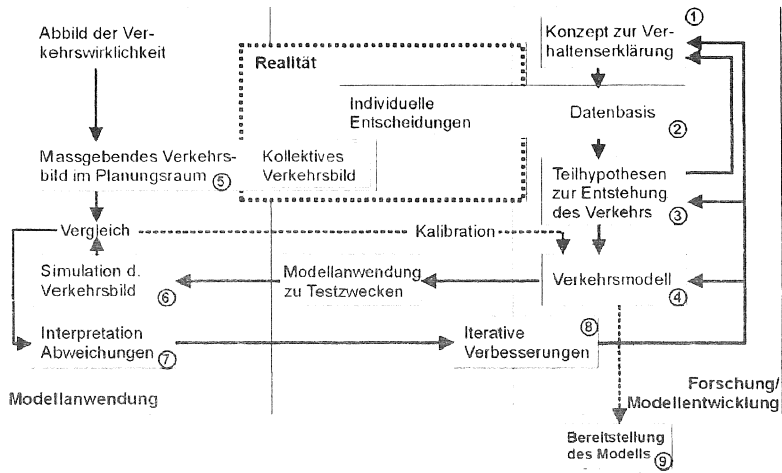 Abbild der Ver-
kehrswirklichkeit
Realität
①
Konzept zur Ver-
haltenserklärung
Individuelle
Entscheidungen
Datenbasis
②
Massgebendes Verkehrs-
bild im Planungsraum ⑤
Kollektives
Verkehrsbild
Teilhypothesen
zur Entstehung
des Verkehrs ③
Vergleich
Kalibration
Simulation d.
Verkehrsbild ⑥
Modellanwendung
zu Testzwecken
Verkehrsmodell
④
Interpretation
Abweichungen ⑦
Iterative ⑧
Verbesserungen
Modellanwendung
Forschung/
Modellentwicklung
Bereitstellung
des Modells ⑨